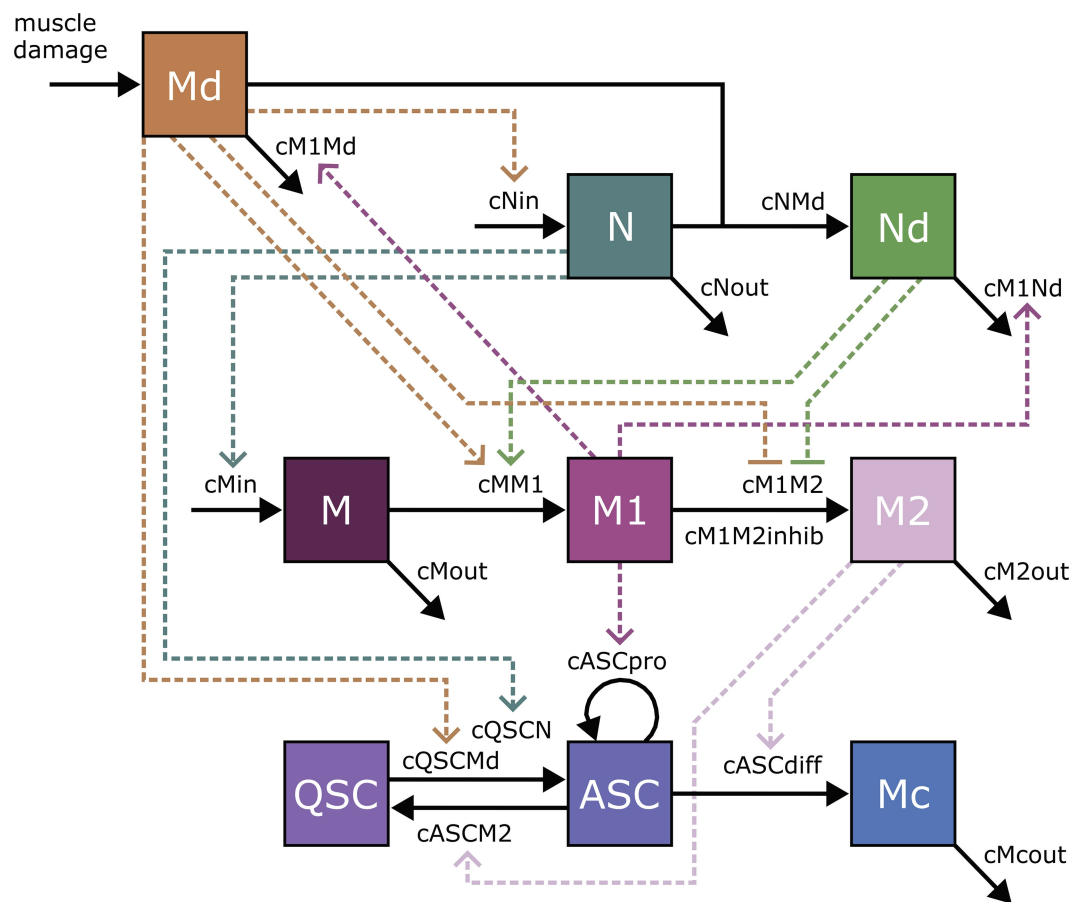 muscle
damage
Md
cM1Md
cNin
N
cNMd
Nd
cNout
cM1Nd
cMin
M
cMM1
M1
cM1M2
cM1M2inhib
M2
cMout
cM2out
cASCpro
cQSCN
cQSCMd
QSC
ASC
cASCdiff
Mc
cASCM2
cMcout